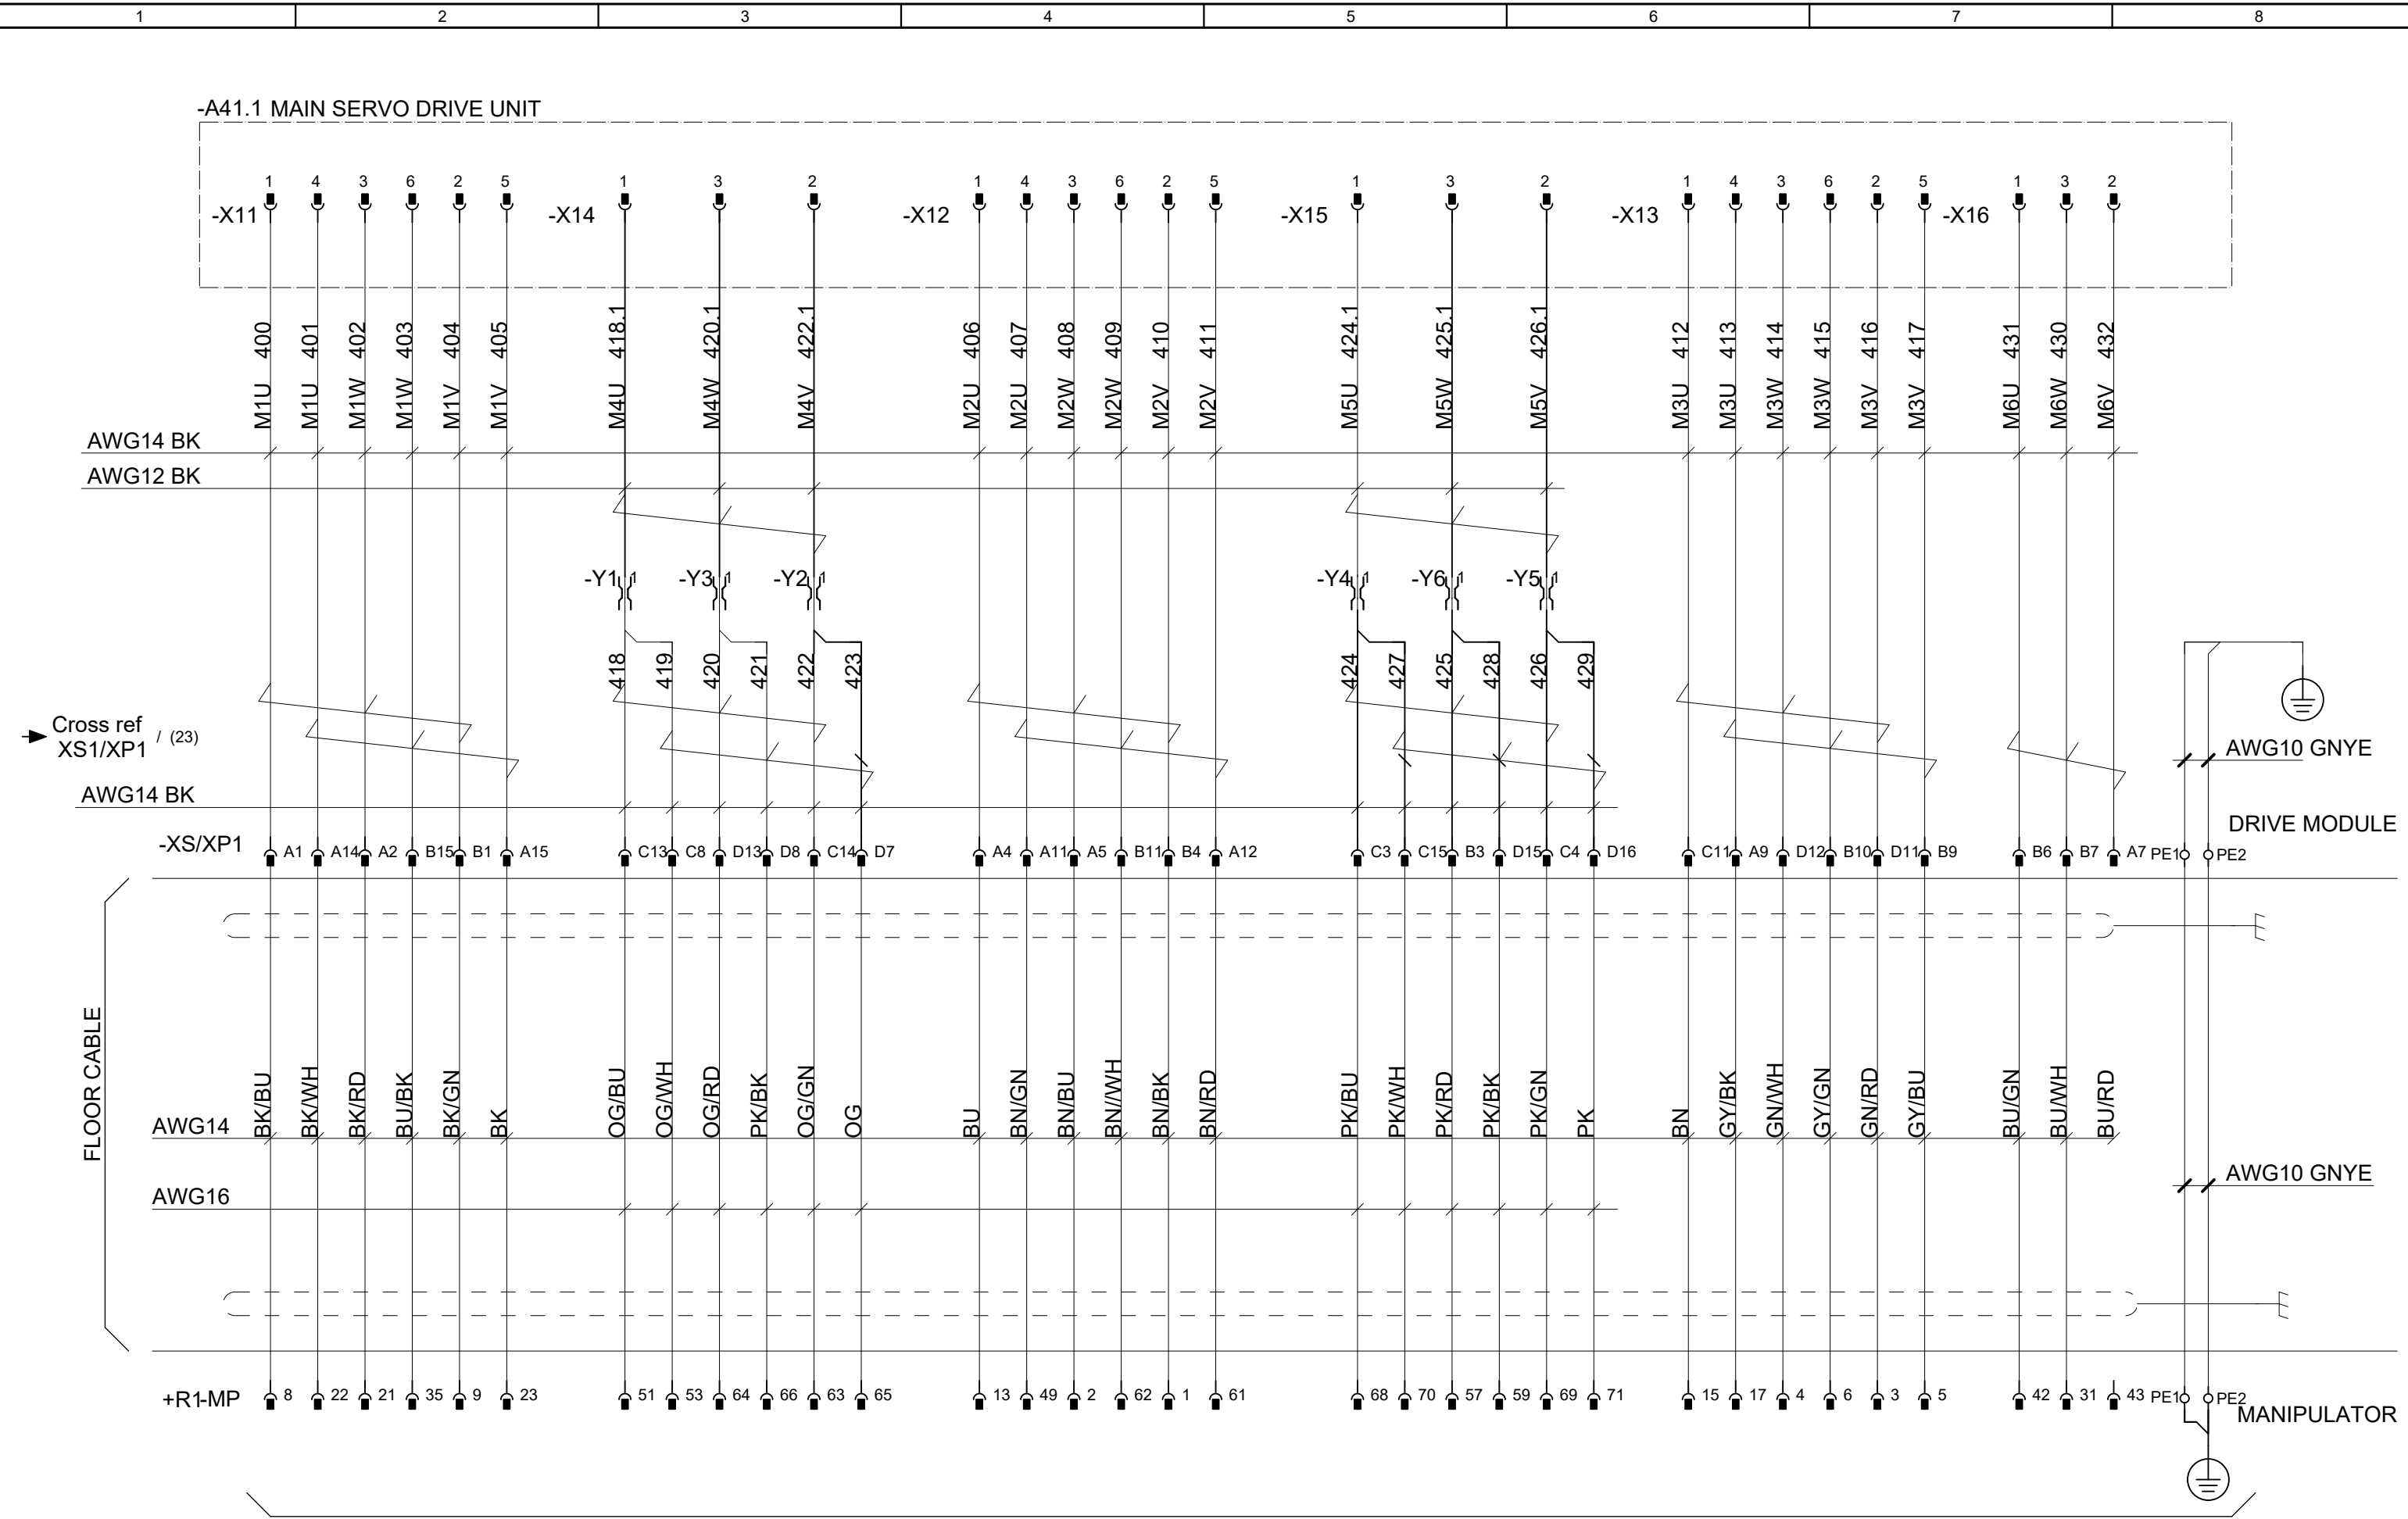 1 2 3 4 5 6 7 8
-A41.1 MAIN SERVO DRIVE UNIT
1 4 3 6 2 5 1 3 2 1 4 3 6 2 5 1 3 2 1 4 3 6 2 5 1 3 2
-X11 -X14 -X12 -X15 -X13 -X16
400 401 402 403 404 405 418.1 420.1 422.1 406 407 408 409 410 411 424.1 425.1 426.1 412 413 414 415 416 417 431 430 432
M1U M1U M1W M1W M1V M1V M4U M4W M4V M2U M2U M2W M2W M2V M2V M5U M5W M5V M3U M3U M3W M3W M3V M3V M6U M6W M6V
AWG14 BK
AWG12 BK
-Y1 1 -Y3 1 -Y2 1 -Y4 1 -Y6 1 -Y5 1
418 419 420 421 422 423 424 427 425 428 426 429
Cross ref
XS1/XP1 / (23)
AWG10 GNYE
AWG14 BK
DRIVE MODULE
-XS/XP1 A1 A14 A2 B15 B1 A15 C13 C8 D13 D8 C14 D7 A4 A11 A5 B11 B4 A12 C3 C15 B3 D15 C4 D16 C11 A9 D12 B10 D11 B9 B6 B7 A7 PE1 PE2
FLOOR CABLE
BK/BU BK/WH BK/RD BU/BK BK/GN BK OG/BU OG/WH OG/RD PK/BK OG/GN OG BU BN/GN BN/BU BN//WH BN/BK BN/RD PK/BU PK/WH PK/RD PK/BK PK/GN PK BN GY/BK GN/WH GY/GN GN/RD GY/BU BU/GN BU/WH BU/RD
AWG14
AWG10 GNYE
AWG16
+R1-MP 8 22 21 35 9 23 51 53 64 66 63 65 13 49 2 62 1 61 68 70 57 59 69 71 15 17 4 6 3 5 42 31 43 PE1 PE2
MANIPULATOR